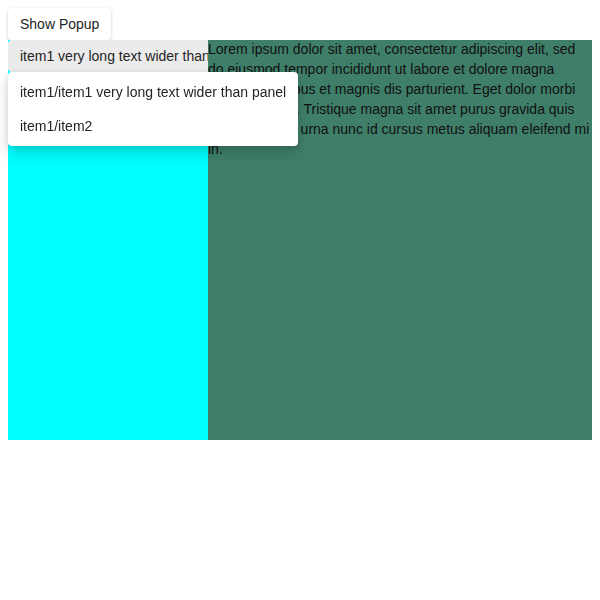 Show Popup
item1 very long text wider than
item1/item1 very long text wider than panel
item1/item2
Lorem ipsum dolor sit amet, consectetur adipiscing elit, sed
do eiusmod tempor incididunt ut labore et dolore magna
et magnis dis parturient. Eget dolor morbi
Tristique magna sit amet purus gravida quis
urna nunc id cursus metus aliquam eleifend mi
in.